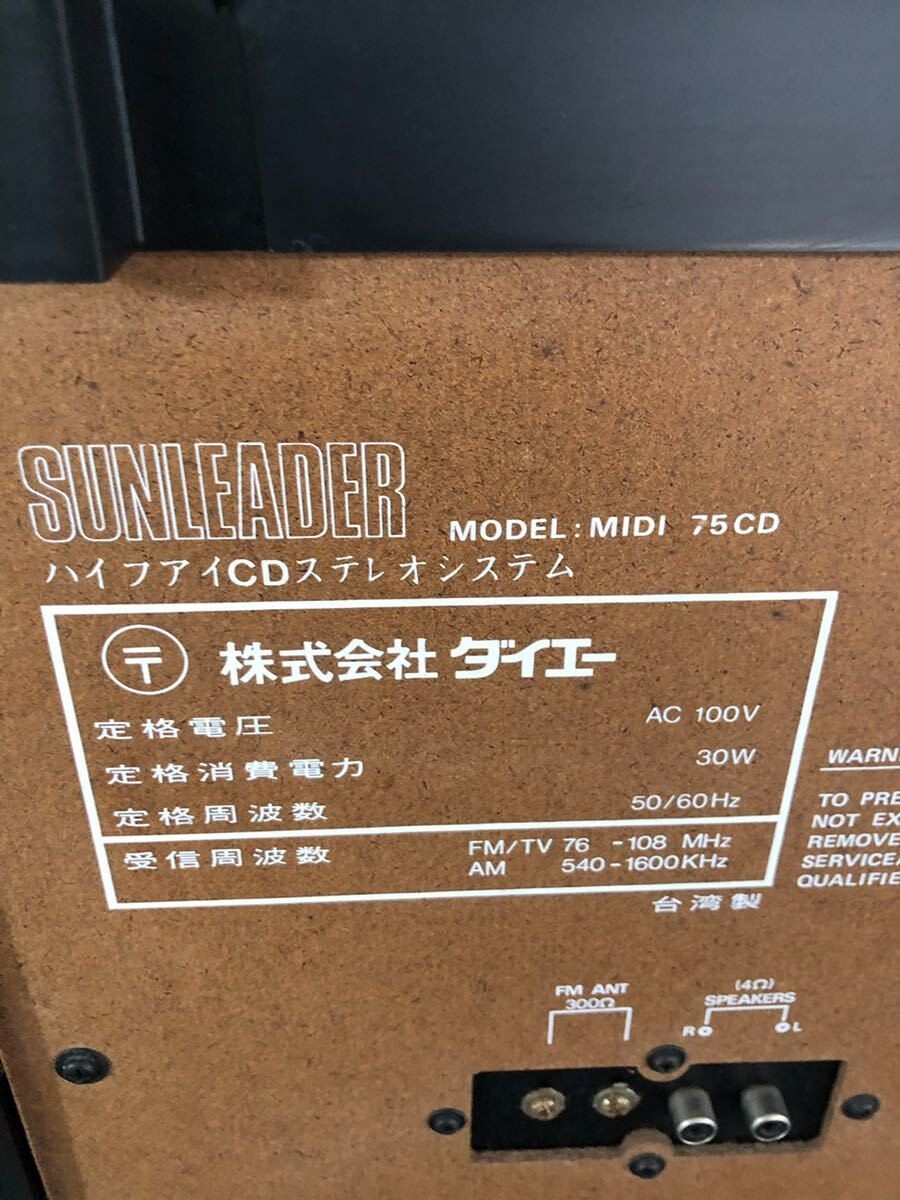 SUNLEADER MODEL : MIDI 75 CD
ハイファイCDステレオシステム
〒 株式会社 ダイエー
定格電圧 AC 100V
定格消費電力 30W
定格周波数 50/60Hz
受信周波数 FM/TV 76 - 108 MHz
AM 540 - 1600KHz
台湾製
TO PRE
NOT EX
REMOVE
SERVICE/
QUALIFIE
FM ANT
300Ω
(4Ω)
SPEAKERS
R L